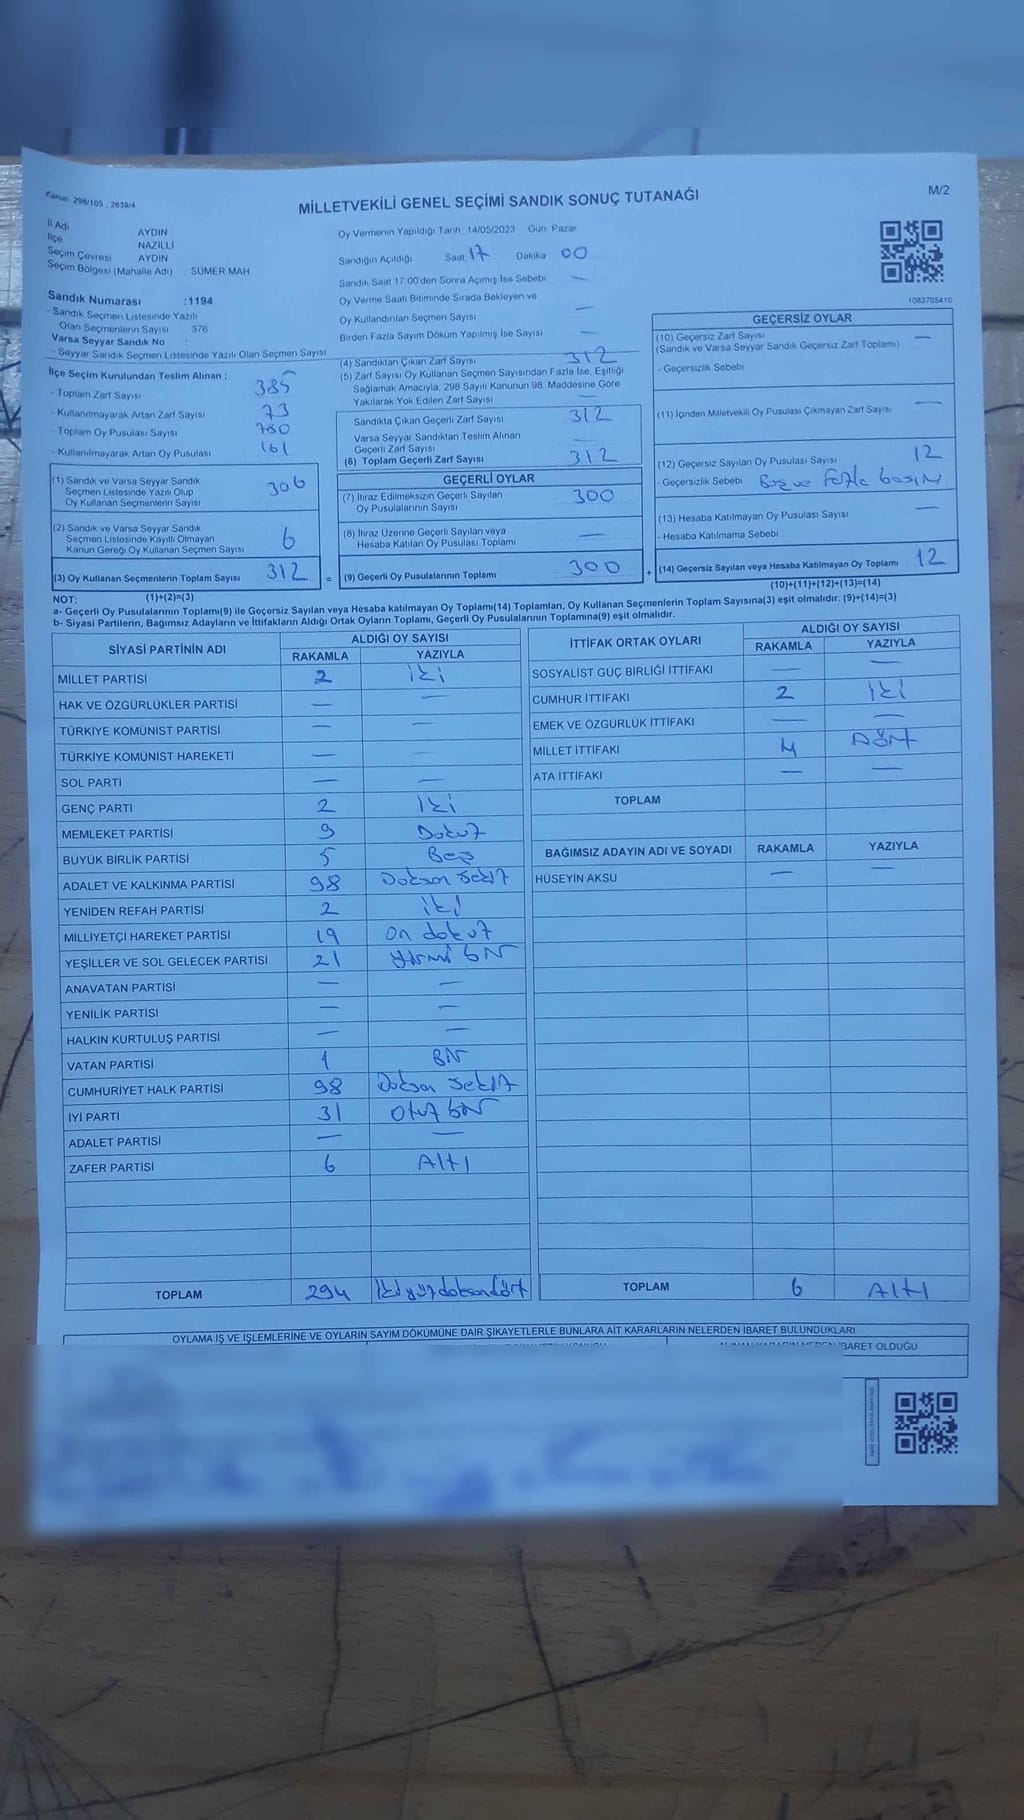 Kanun 298/105 . 2839/4
M/2
MİLLETVEKİLİ GENEL SEÇİMİ SANDIK SONUÇ TUTANAĞI
İl Adı AYDIN
İlçe NAZİLLİ
Seçim Çevresi AYDIN
Seçim Bölgesi (Mahalle Adı) SÜMER MAH.
Sandık Numarası :1194
- Sandık Seçmen Listesinde Yazılı
Olan Seçmenlerin Sayısı 376
Varsa Seyyar Sandık No :
- Seyyar Sandık Seçmen Listesinde Yazılı Olan Seçmen Sayısı
İlçe Seçim Kurulundan Teslim Alınan ;
- Toplam Zarf Sayısı 385
- Kullanılmayarak Artan Zarf Sayısı 73
- Toplam Oy Pusulası Sayısı
- Kullanılmayarak Artan Oy Pusulası 161
(1) Sandık ve Varsa Seyyar Sandık
Seçmen Listesinde Yazılı Olup
Oy Kullanan Seçmenlerin Sayısı 306
(2) Sandık ve Varsa Seyyar Sandık
Seçmen Listesinde Kayıtlı Olmayan
Kanun Gereği Oy Kullanan Seçmen Sayısı 6
(3) Oy Kullanan Seçmenlerin Toplam Sayısı 312
Oy Vermenin Yapıldığı Tarih 14/05/2023 Gün Pazar
Sandığın Açıldığı Saat 17 Dakika 00
Sandık Saat 17.00'den Sonra Açımış İse Sebebi —
Oy Verme Saati Bitiminde Sırada Bekleyen ve
Oy Kullandırılan Seçmen Sayısı —
Birden Fazla Sayım Döküm Yapılmış İse Sayısı —
(4) Sandıktan Çıkan Zarf Sayısı 312
(5) Zarf Sayısı Oy Kullanan Seçmen Sayısından Fazla İse, Eşitliği
Sağlamak Amacıyla, 298 Sayılı Kanunun 98. Maddesine Göre
Yakılarak Yok Edilen Zarf Sayısı —
Sandıkta Çıkan Geçerli Zarf Sayısı 312
Varsa Seyyar Sandıktan Teslim Alınan
Geçerli Zarf Sayısı —
(6) Toplam Geçerli Zarf Sayısı 312
GEÇERLİ OYLAR
(7) İtiraz Edilmeksizin Geçerli Sayılan
Oy Pusulalarının Sayısı 300
(8) İtiraz Üzerine Geçerli Sayılan veya
Hesaba Katılan Oy Pusulası Toplamı —
= (9) Geçerli Oy Pusulalarının Toplamı 300
1083705410
GEÇERSİZ OYLAR
(10) Geçersiz Zarf Sayısı —
(Sandık ve Varsa Seyyar Sandık Geçersiz Zarf Toplamı)
- Geçersizlik Sebebi
(11) İçinden Milletvekili Oy Pusulası Çıkmayan Zarf Sayısı —
(12) Geçersiz Sayılan Oy Pusulası Sayısı 12
- Geçersizlik Sebebi Boş ve fazla basım
(13) Hesaba Katılmayan Oy Pusulası Sayısı —
- Hesaba Katılmama Sebebi
+ (14) Geçersiz Sayılan veya Hesaba Katılmayan Oy Toplamı 12
NOT: (1)+(2)=(3) (10)+(11)+(12)+(13)=(14)
a- Geçerli Oy Pusulalarının Toplamı(9) ile Geçersiz Sayılan veya Hesaba katılmayan Oy Toplamı(14) Toplamları, Oy Kullanan Seçmenlerin Toplam Sayısına(3) eşit olmalıdır. (9)+(14)=(3)
b- Siyasi Partilerin, Bağımsız Adayların ve İttifakların Aldığı Ortak Oyların Toplamı, Geçerli Oy Pusulalarının Toplamına(9) eşit olmalıdır.
SİYASİ PARTİNİN ADI ALDIĞI OY SAYISI
RAKAMLA YAZIYLA
MİLLET PARTİSİ 2 iki
HAK VE ÖZGÜRLÜKLER PARTİSİ — —
TÜRKİYE KOMÜNİST PARTİSİ — —
TÜRKİYE KOMÜNİST HAREKETİ — —
SOL PARTİ — —
GENÇ PARTİ 2 iki
MEMLEKET PARTİSİ 9 Dokuz
BÜYÜK BİRLİK PARTİSİ 5 Beş
ADALET VE KALKINMA PARTİSİ 98 Doksan sekiz
YENİDEN REFAH PARTİSİ 2 iki
MİLLİYETÇİ HAREKET PARTİSİ 19 on dokuz
YEŞİLLER VE SOL GELECEK PARTİSİ 21 yirmi bir
ANAVATAN PARTİSİ — —
YENİLİK PARTİSİ — —
HALKIN KURTULUŞ PARTİSİ — —
VATAN PARTİSİ 1 Bir
CUMHURİYET HALK PARTİSİ 98 Doksan sekiz
İYİ PARTİ 31 otuz bir
ADALET PARTİSİ — —
ZAFER PARTİSİ 6 Altı
TOPLAM 294 ikiyüzdoksandört
İTTİFAK ORTAK OYLARI ALDIĞI OY SAYISI
RAKAMLA YAZIYLA
SOSYALİST GÜÇ BİRLİĞİ İTTİFAKI — —
CUMHUR İTTİFAKI 2 iki
EMEK VE ÖZGÜRLÜK İTTİFAKI — —
MİLLET İTTİFAKI 4 Dört
ATA İTTİFAKI — —
TOPLAM
BAĞIMSIZ ADAYIN ADI VE SOYADI RAKAMLA YAZIYLA
HÜSEYİN AKSU — —
TOPLAM 6 Altı
OYLAMA İŞ VE İŞLEMLERİNE VE OYLARIN SAYIM DÖKÜMÜNE DAİR ŞİKAYETLERLE BUNLARA AİT KARARLARIN NELERDEN İBARET BULUNDUKLARI
İBARET OLDUĞU